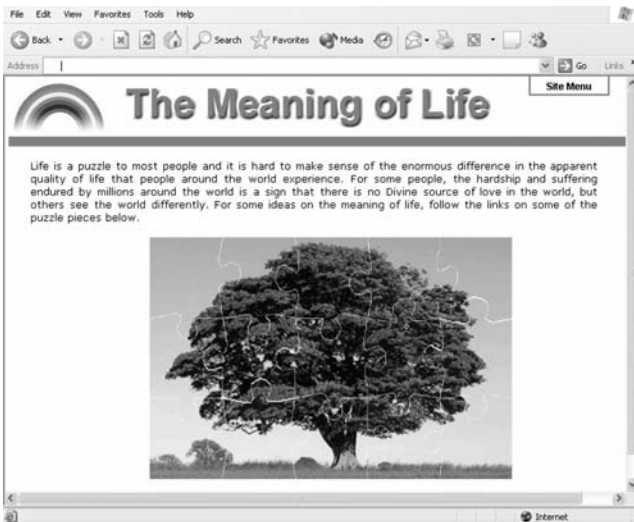 File Edit View Favorites Tools Help
Back Search Favorites Media
Address Go Links
Site Menu
The Meaning of Life
Life is a puzzle to most people and it is hard to make sense of the enormous difference in the apparent
quality of life that people around the world experience. For some people, the hardship and suffering
endured by millions around the world is a sign that there is no Divine source of love in the world, but
others see the world differently. For some ideas on the meaning of life, follow the links on some of the
puzzle pieces below.
Internet